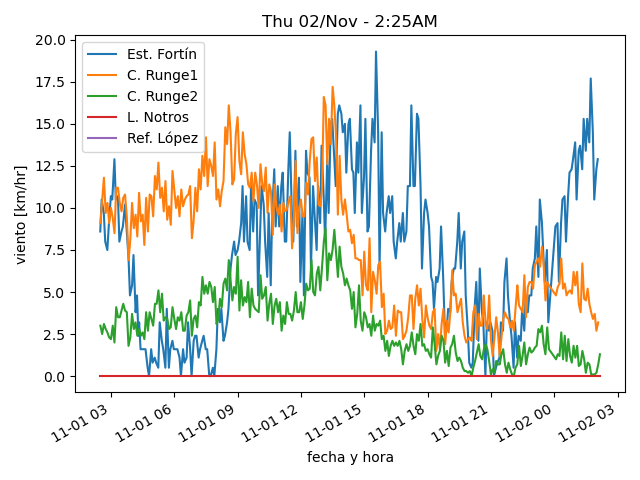 Thu 02/Nov - 2:25AM
20.0
17.5
15.0
12.5
10.0
7.5
5.0
2.5
0.0
viento [km/hr]
Est. Fortín
C. Runge1
C. Runge2
L. Notros
Ref. López
11-01 03
11-01 06
11-01 09
11-01 12
11-01 15
11-01 18
11-01 21
11-02 00
11-02 03
fecha y hora